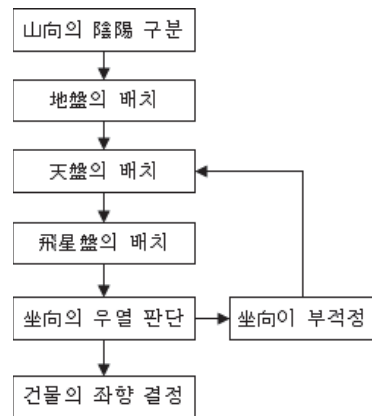 山向의 陰陽 구분
地盤의 배치
天盤의 배치
飛星盤의 배치
坐向의 우열 판단
坐向이 부적정
건물의 좌향 결정